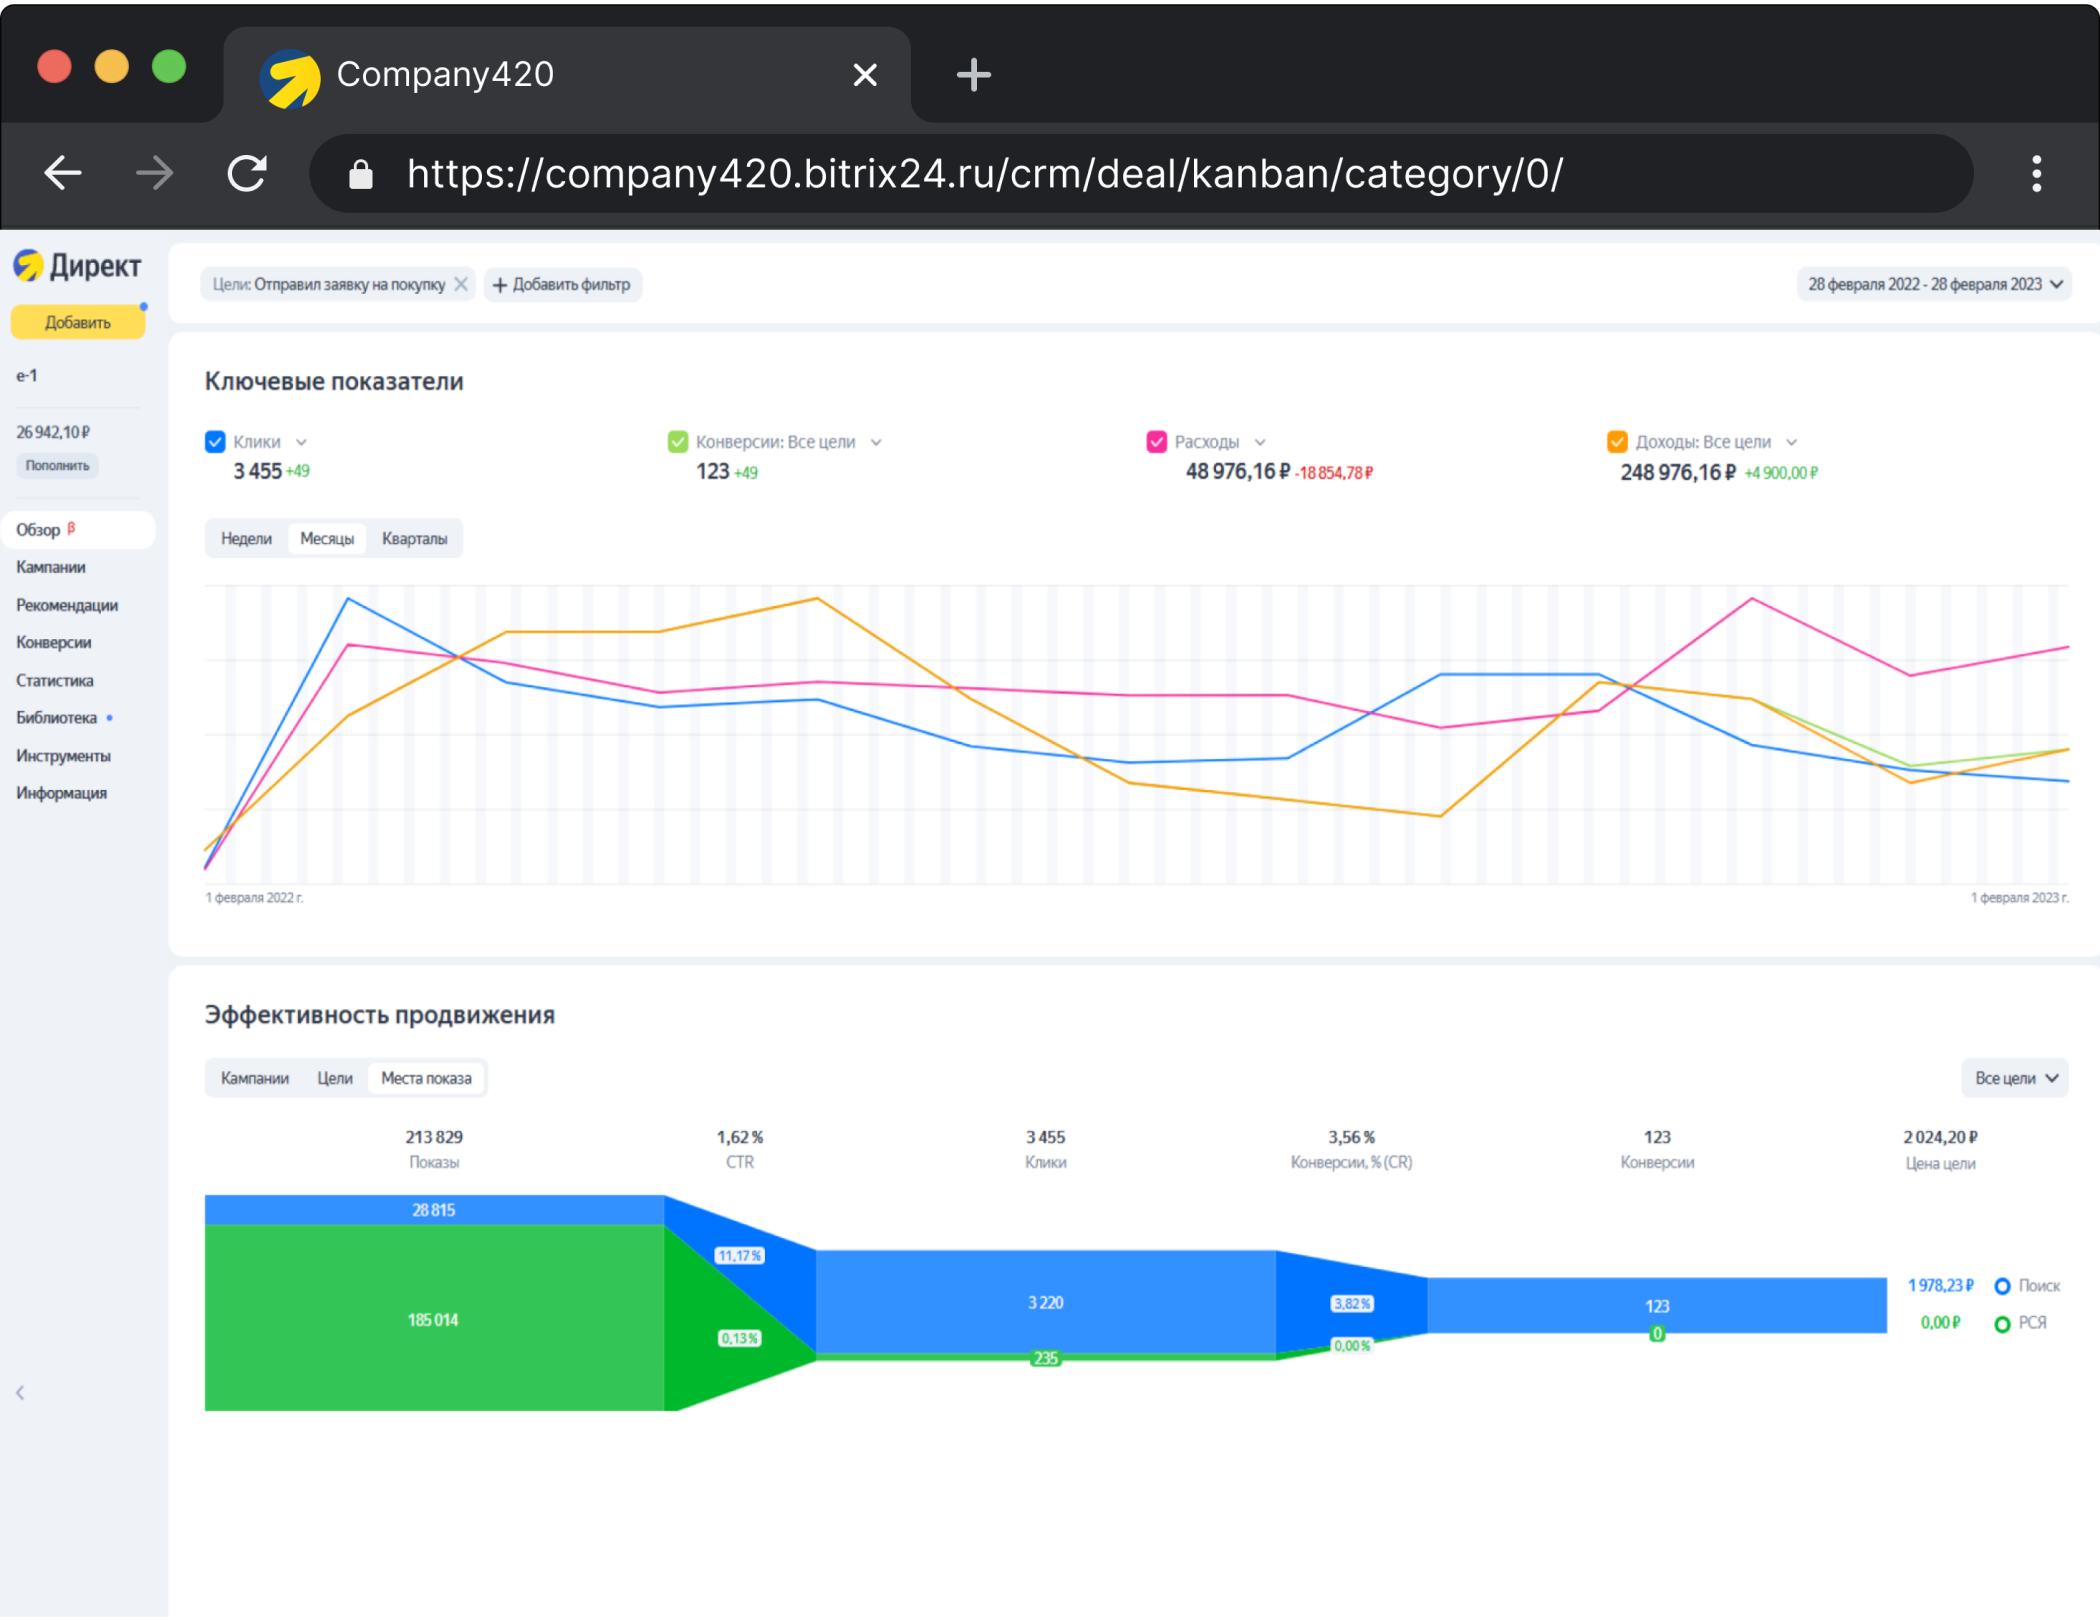 Company420
https://company420.bitrix24.ru/crm/deal/kanban/category/0/
Директ
Добавить
e-1
26 942,10 ₽
Пополнить
Обзор β
Кампании
Рекомендации
Конверсии
Статистика
Библиотека
Инструменты
Информация
Цели: Отправил заявку на покупку
Добавить фильтр
28 февраля 2022 - 28 февраля 2023
Ключевые показатели
Клики
3 455 +49
Конверсии: Все цели
123 +49
Расходы
48 976,16 ₽ -18 854,78 ₽
Доходы: Все цели
248 976,16 ₽ +4 900,00 ₽
Недели Месяцы Кварталы
1 февраля 2022 г.
1 февраля 2023 г.
Эффективность продвижения
Кампании Цели Места показа
Все цели
213 829
Показы
1,62 %
CTR
3 455
Клики
3,56 %
Конверсии, % (CR)
123
Конверсии
2 024,20 ₽
Цена цели
28 815
185 014
11,17 %
0,13 %
3 220
235
3,82 %
0,00 %
123
0
1 978,23 ₽ Поиск
0,00 ₽ РСЯ